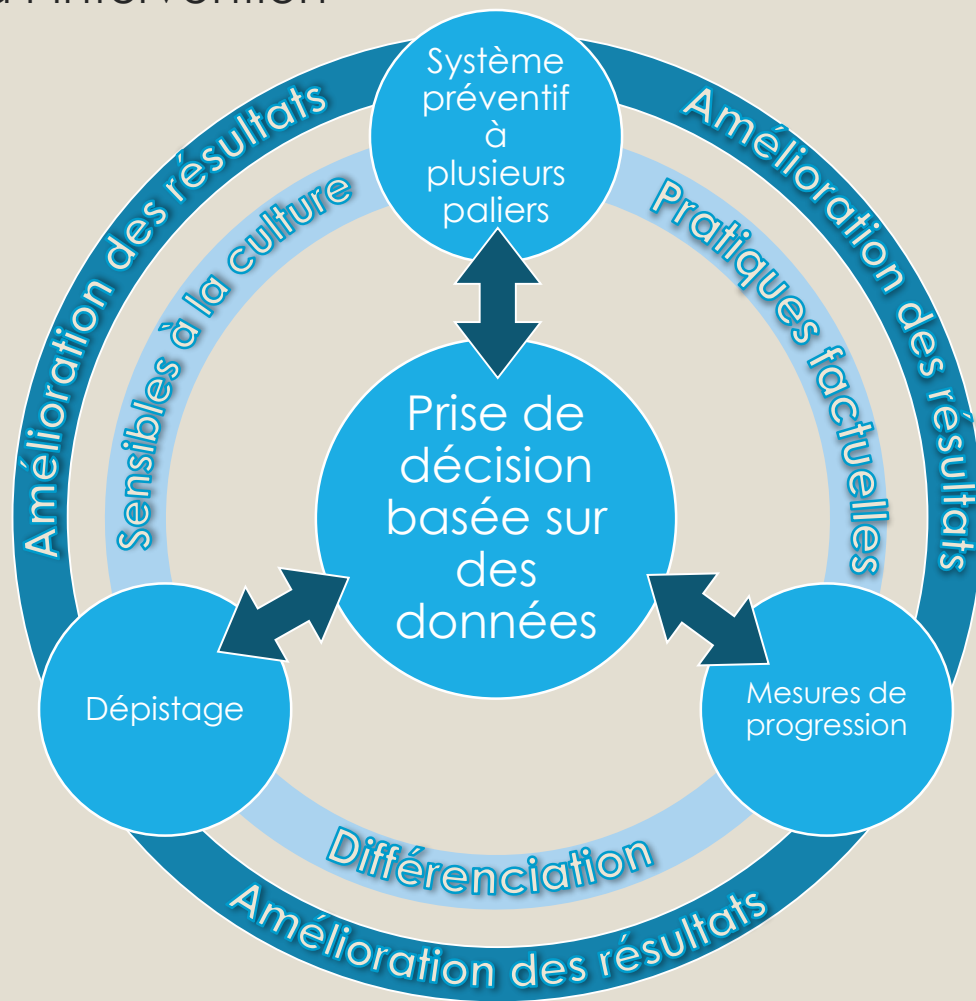 Système
préventif
à
plusieurs
paliers
Amélioration des résultats
Amélioration des résultats
Sensibles à la culture
Pratiques factuelles
Prise de
décision
basée sur
des
données
Dépistage
Mesures de
progression
Différenciation
Amélioration des résultats